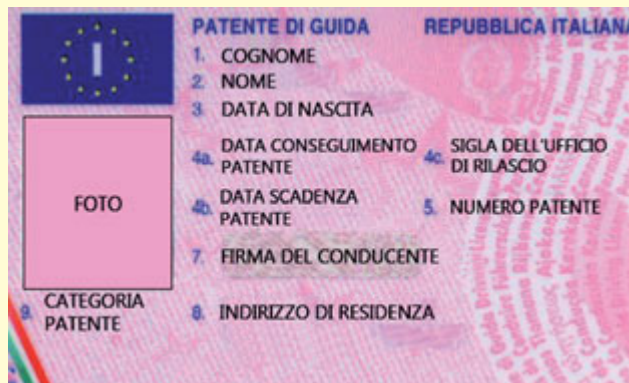 I
PATENTE DI GUIDA REPUBBLICA ITALIANA
1. COGNOME
2. NOME
3. DATA DI NASCITA
4a. DATA CONSEGUIMENTO
PATENTE
4c. SIGLA DELL'UFFICIO
DI RILASCIO
FOTO
4b. DATA SCADENZA
PATENTE
5. NUMERO PATENTE
7. FIRMA DEL CONDUCENTE
9. CATEGORIA
PATENTE
8. INDIRIZZO DI RESIDENZA